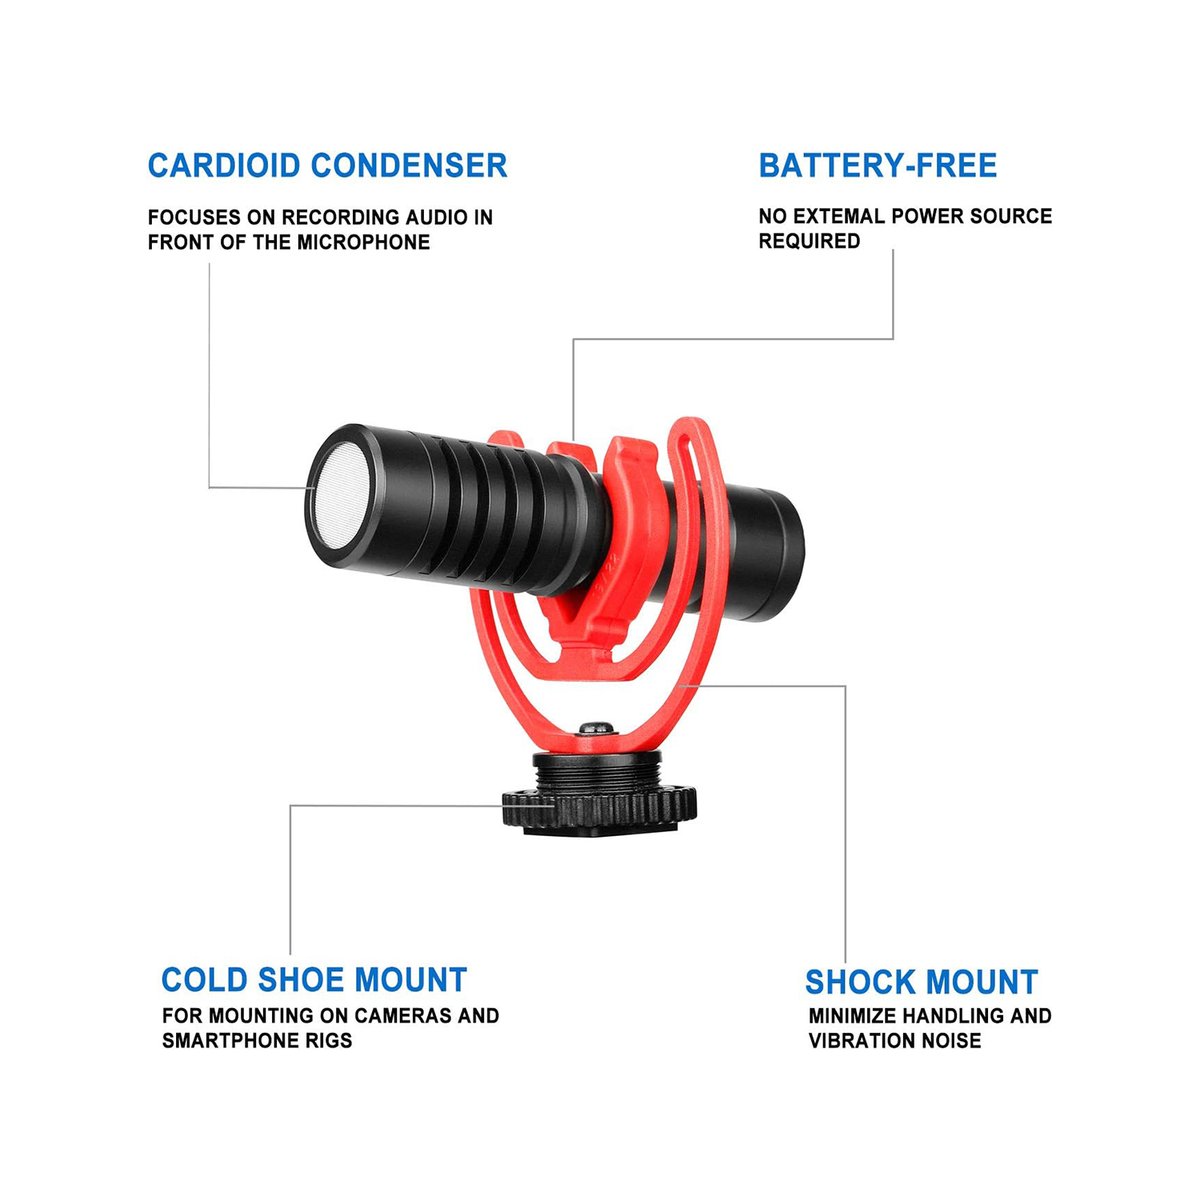 CARDIOID CONDENSER
FOCUSES ON RECORDING AUDIO IN
FRONT OF THE MICROPHONE
BATTERY-FREE
NO EXTEMAL POWER SOURCE
REQUIRED
COLD SHOE MOUNT
FOR MOUNTING ON CAMERAS AND
SMARTPHONE RIGS
SHOCK MOUNT
MINIMIZE HANDLING AND
VIBRATION NOISE